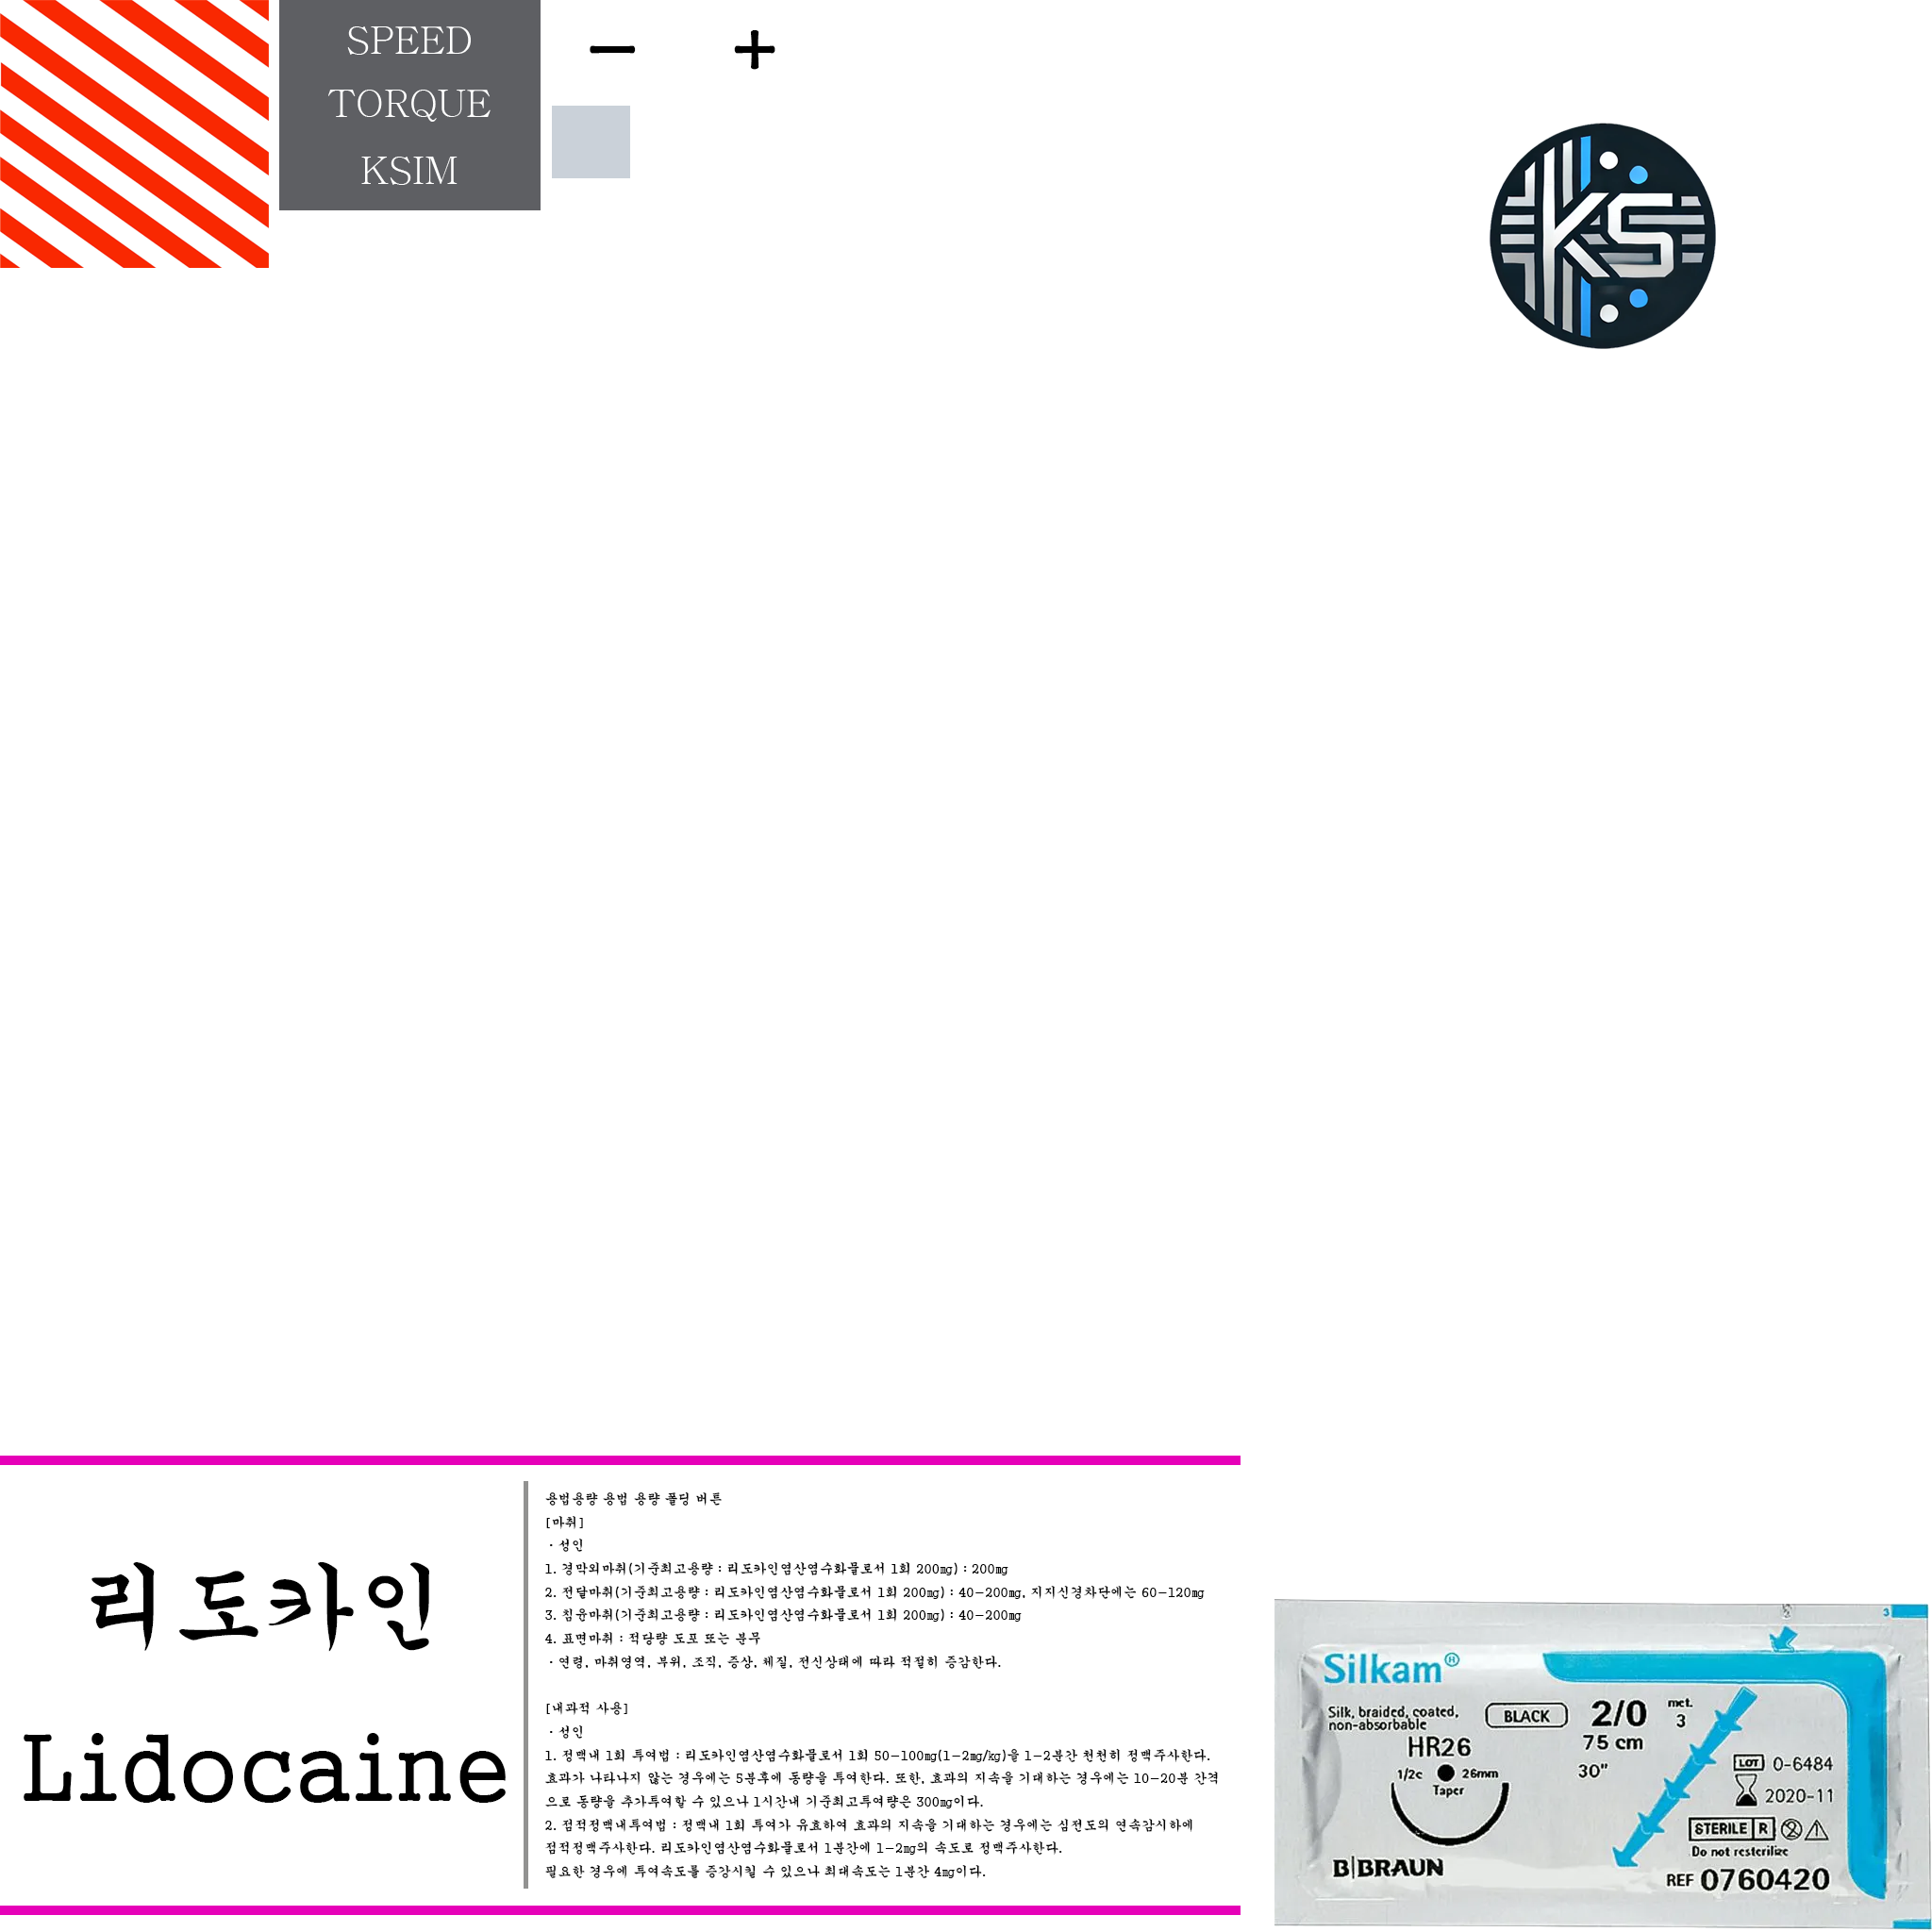 SPEED
TORQUE
KSIM
− +
KS
리도카인
Lidocaine
용법용량 용법 용량 폴딩 버튼
[마취]
· 성인
1. 경막외마취(기준최고용량 : 리도카인염산염수화물로서 1회 200mg) : 200mg
2. 전달마취(기준최고용량 : 리도카인염산염수화물로서 1회 200mg) : 40−200mg, 지지신경차단에는 60−120mg
3. 침윤마취(기준최고용량 : 리도카인염산염수화물로서 1회 200mg) : 40−200mg
4. 표면마취 : 적당량 도포 또는 분무
· 연령, 마취영역, 부위, 조직, 증상, 체질, 전신상태에 따라 적절히 증감한다.
[내과적 사용]
· 성인
1. 정맥내 1회 투여법 : 리도카인염산염수화물로서 1회 50−100mg(1−2mg/kg)을 1−2분간 천천히 정맥주사한다.
효과가 나타나지 않는 경우에는 5분후에 동량을 투여한다. 또한, 효과의 지속을 기대하는 경우에는 10−20분 간격
으로 동량을 추가투여할 수 있으나 1시간내 기준최고투여량은 300mg이다.
2. 점적정맥내투여법 : 정맥내 1회 투여가 유효하여 효과의 지속을 기대하는 경우에는 심전도의 연속감시하에
점적정맥주사한다. 리도카인염산염수화물로서 1분간에 1−2mg의 속도로 정맥주사한다.
필요한 경우에 투여속도를 증강시킬 수 있으나 최대속도는 1분간 4mg이다.
3
Silkam®
Silk, braided, coated,
non-absorbable
BLACK
2/0
met.
3
75 cm
HR26
30"
1/2c 26mm
Taper
LOT 0-6484
2020-11
STERILE R
Do not resterilize
B|BRAUN
REF 0760420